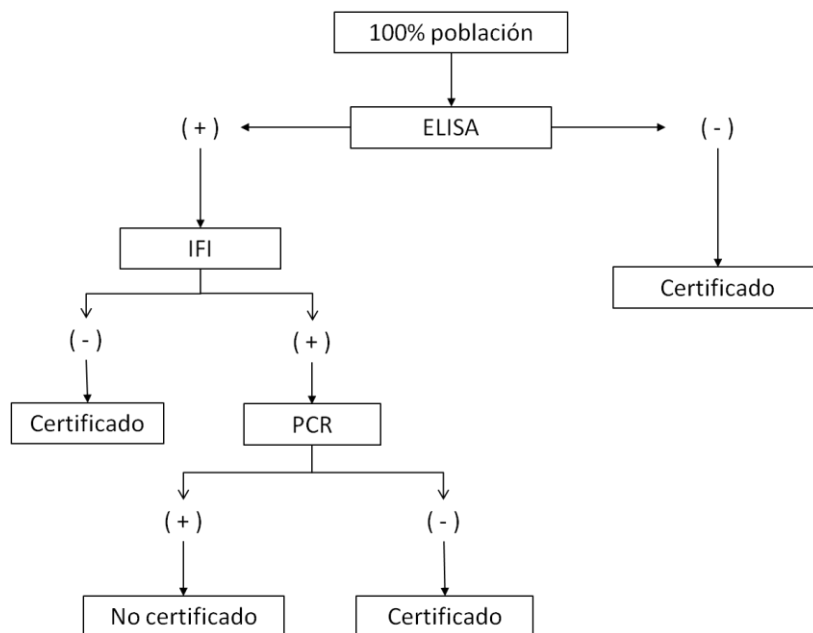 100% población
( + )
ELISA
( - )
IFI
Certificado
( - )
( + )
Certificado
PCR
( + )
( - )
No certificado
Certificado